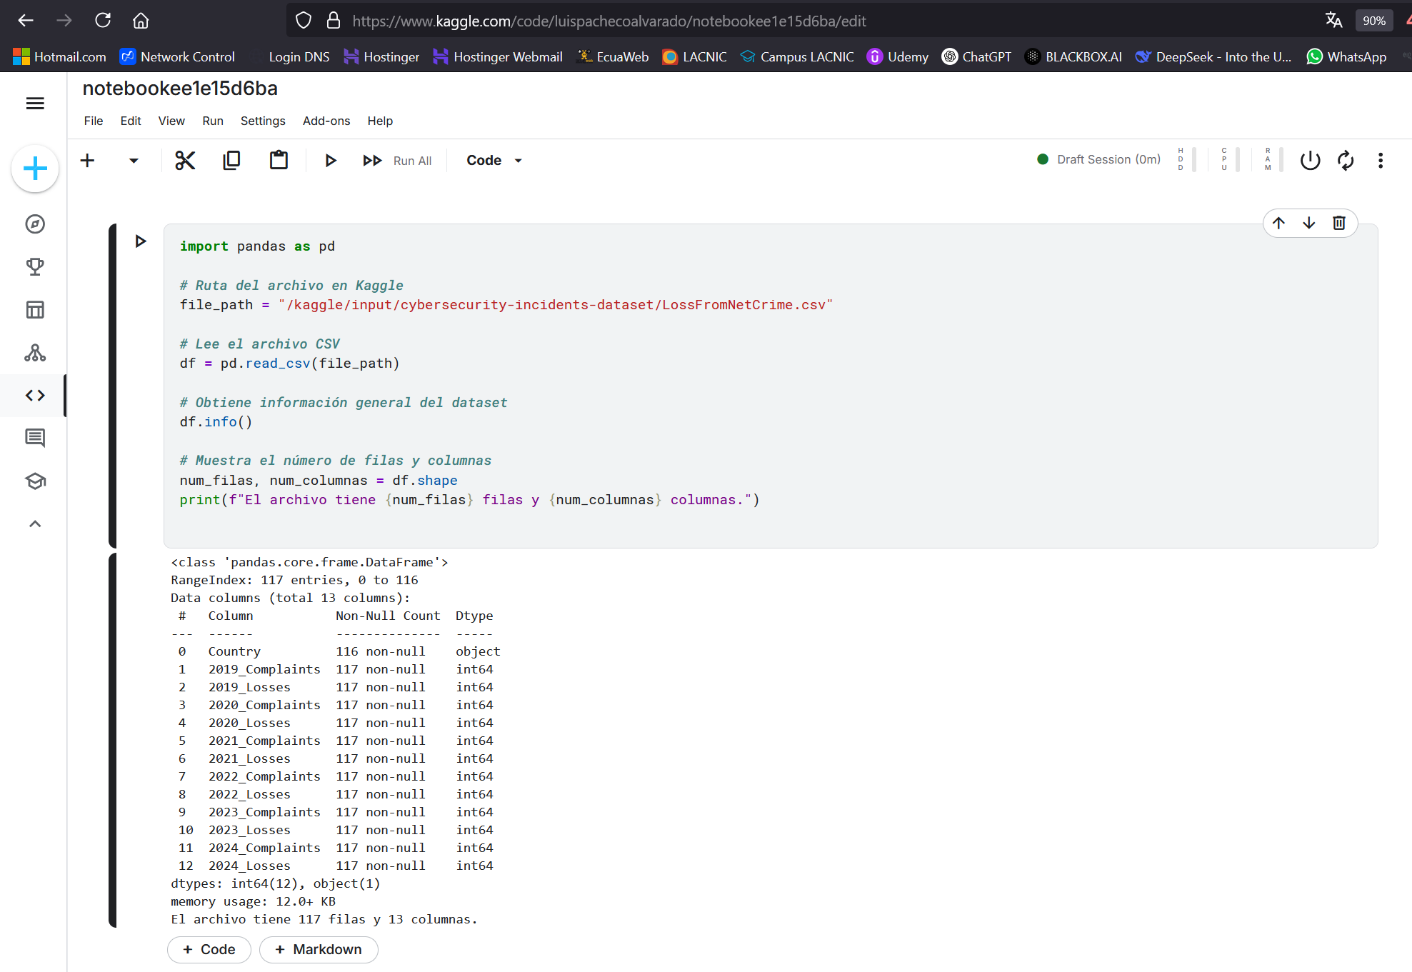 https://www.kaggle.com/code/luispachecoalvarado/notebookee1e15d6ba/edit
90%
Hotmail.com Network Control Login DNS Hostinger Hostinger Webmail EcuaWeb LACNIC Campus LACNIC Udemy ChatGPT BLACKBOX.AI DeepSeek - Into the U... WhatsApp
notebookee1e15d6ba
File Edit View Run Settings Add-ons Help
Run All Code Draft Session (0m) HDD CPU RAM
import pandas as pd
# Ruta del archivo en Kaggle
file_path = "/kaggle/input/cybersecurity-incidents-dataset/LossFromNetCrime.csv"
# Lee el archivo CSV
df = pd.read_csv(file_path)
# Obtiene información general del dataset
df.info()
# Muestra el número de filas y columnas
num_filas, num_columnas = df.shape
print(f"El archivo tiene {num_filas} filas y {num_columnas} columnas.")
<class 'pandas.core.frame.DataFrame'>
RangeIndex: 117 entries, 0 to 116
Data columns (total 13 columns):
 #   Column           Non-Null Count  Dtype
---  ------           --------------  -----
 0   Country          116 non-null    object
 1   2019_Complaints  117 non-null    int64
 2   2019_Losses      117 non-null    int64
 3   2020_Complaints  117 non-null    int64
 4   2020_Losses      117 non-null    int64
 5   2021_Complaints  117 non-null    int64
 6   2021_Losses      117 non-null    int64
 7   2022_Complaints  117 non-null    int64
 8   2022_Losses      117 non-null    int64
 9   2023_Complaints  117 non-null    int64
 10  2023_Losses      117 non-null    int64
 11  2024_Complaints  117 non-null    int64
 12  2024_Losses      117 non-null    int64
dtypes: int64(12), object(1)
memory usage: 12.0+ KB
El archivo tiene 117 filas y 13 columnas.
+ Code + Markdown